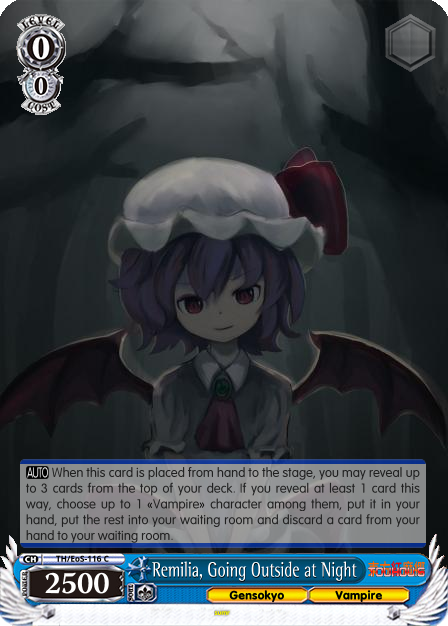 LEVEL
0
0
COST
AUTO When this card is placed from hand to the stage, you may reveal up
to 3 cards from the top of your deck. If you reveal at least 1 card this
way, choose up to 1 «Vampire» character among them, put it in
your hand, put the rest into your waiting room and discard a card from
your hand to your waiting room.
CH TH/EoS-116 C
POWER 2500 SOUL Remilia, Going Outside at Night
Gensokyo Vampire